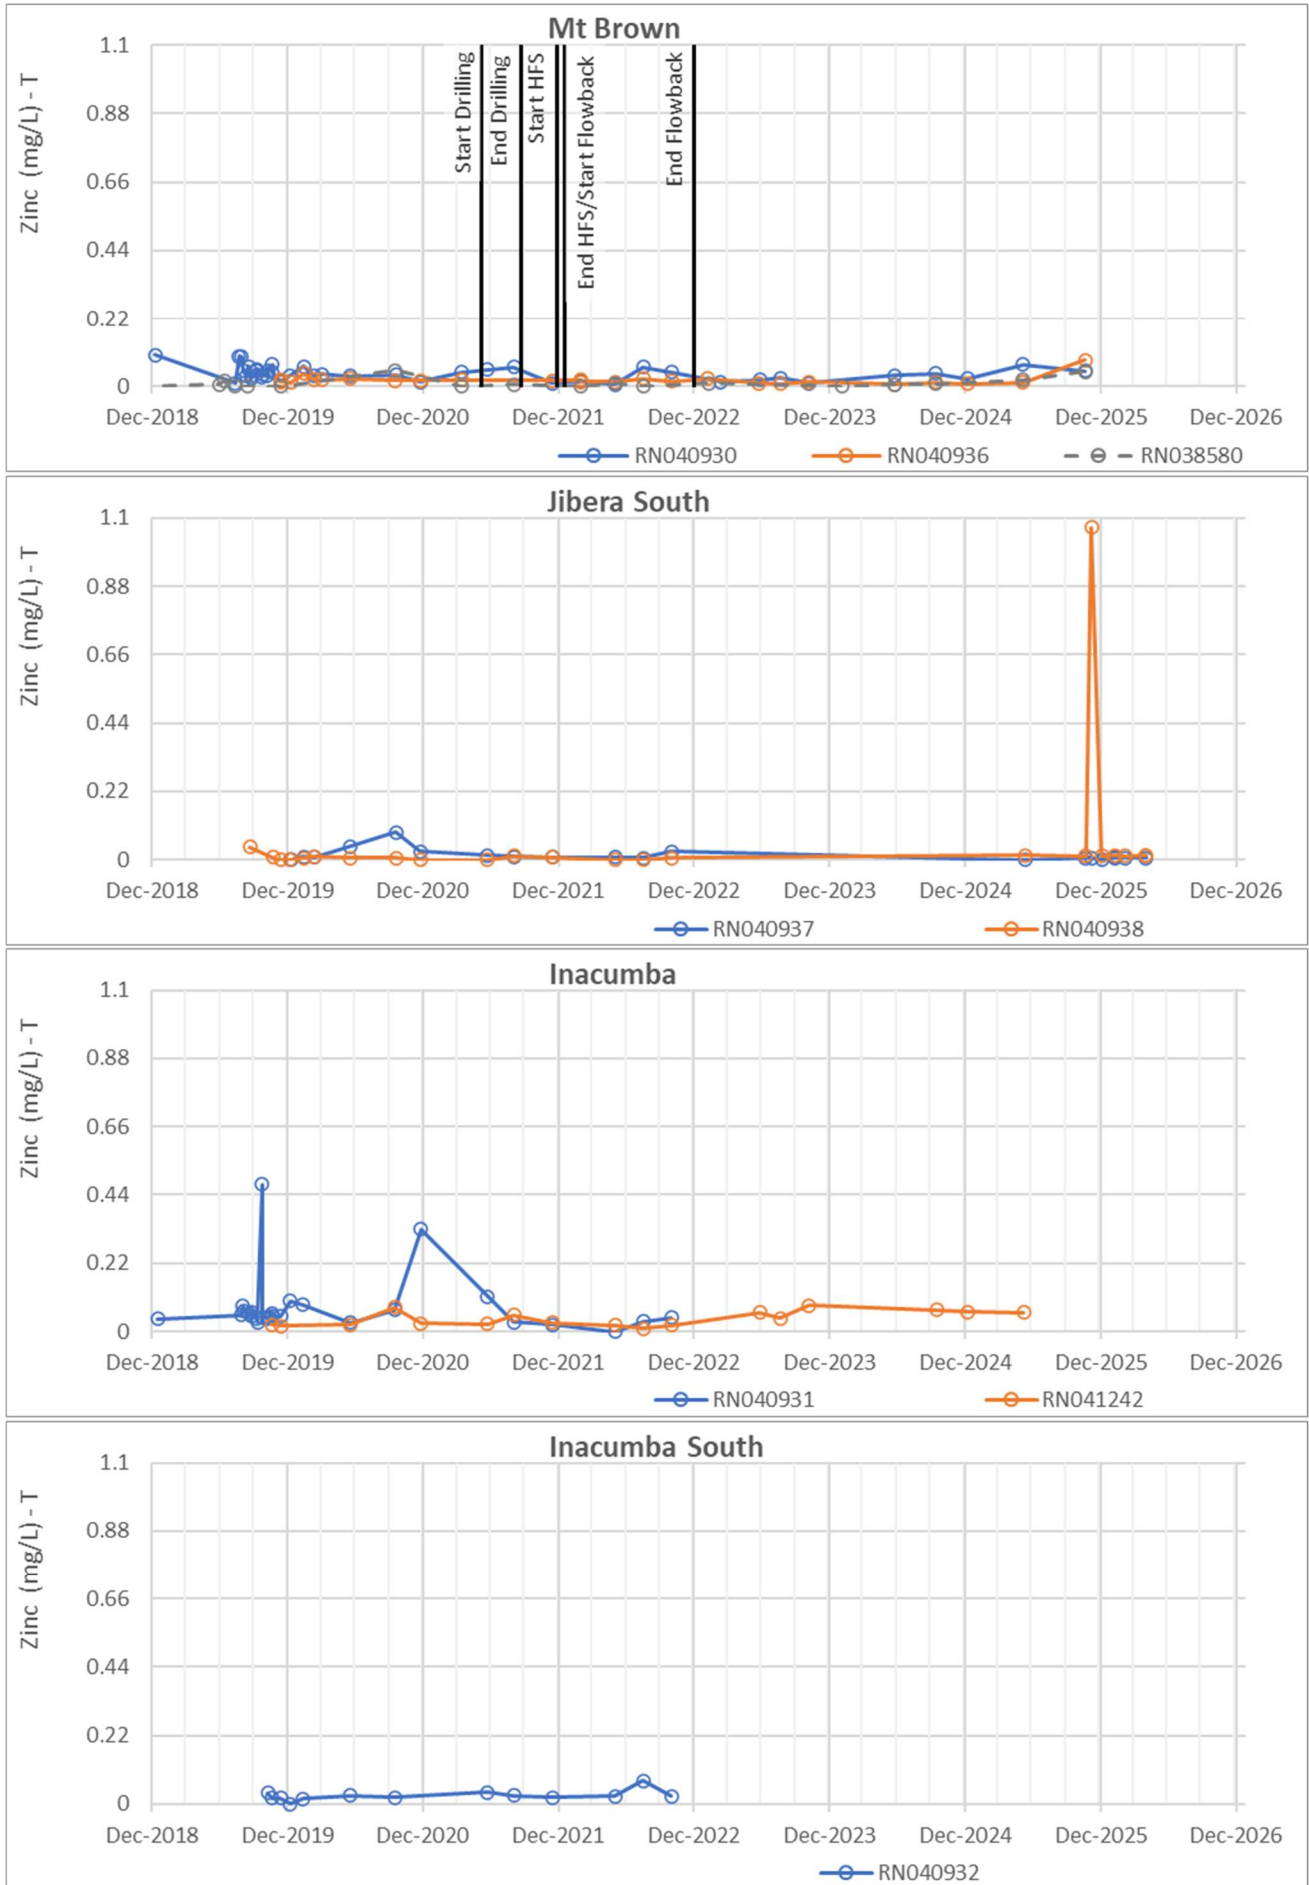 Mt Brown
Zinc (mg/L) - T
1.1
0.88
0.66
0.44
0.22
0
Start Drilling
End Drilling
Start HFS
End HFS/Start Flowback
End Flowback
Dec-2018 Dec-2019 Dec-2020 Dec-2021 Dec-2022 Dec-2023 Dec-2024 Dec-2025 Dec-2026
RN040930 RN040936 RN038580
Jibera South
Zinc (mg/L) - T
1.1
0.88
0.66
0.44
0.22
0
Dec-2018 Dec-2019 Dec-2020 Dec-2021 Dec-2022 Dec-2023 Dec-2024 Dec-2025 Dec-2026
RN040937 RN040938
Inacumba
Zinc (mg/L) - T
1.1
0.88
0.66
0.44
0.22
0
Dec-2018 Dec-2019 Dec-2020 Dec-2021 Dec-2022 Dec-2023 Dec-2024 Dec-2025 Dec-2026
RN040931 RN041242
Inacumba South
Zinc (mg/L) - T
1.1
0.88
0.66
0.44
0.22
0
Dec-2018 Dec-2019 Dec-2020 Dec-2021 Dec-2022 Dec-2023 Dec-2024 Dec-2025 Dec-2026
RN040932